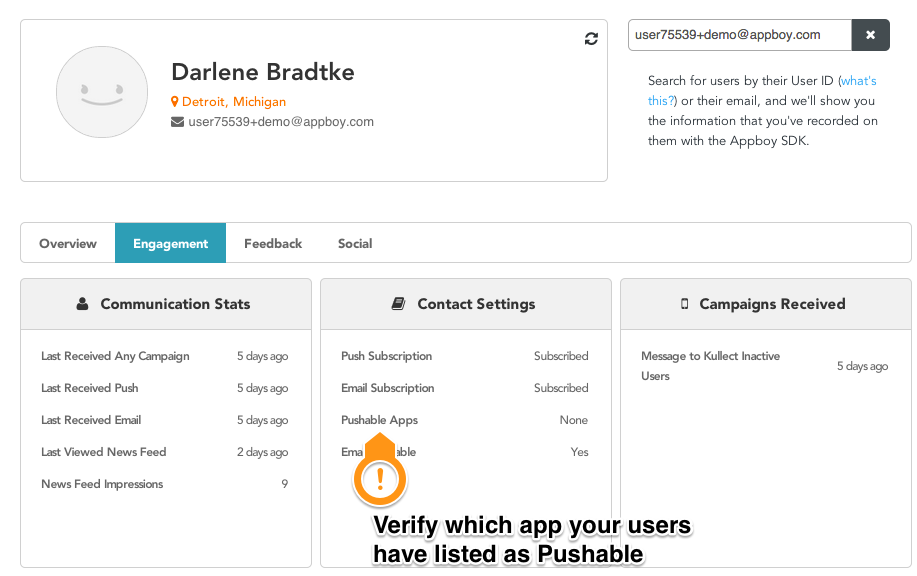 Darlene Bradtke
Detroit, Michigan
user75539+demo@appboy.com
user75539+demo@appboy.com
Search for users by their User ID (what's
this?) or their email, and we'll show you
the information that you've recorded on
them with the Appboy SDK.
Overview Engagement Feedback Social
Communication Stats
Last Received Any Campaign 5 days ago
Last Received Push 5 days ago
Last Received Email 5 days ago
Last Viewed News Feed 2 days ago
News Feed Impressions 9
Contact Settings
Push Subscription Subscribed
Email Subscription Subscribed
Pushable Apps None
Yes
!
Verify which app your users
have listed as Pushable
Campaigns Received
Message to Kullect Inactive
Users
5 days ago